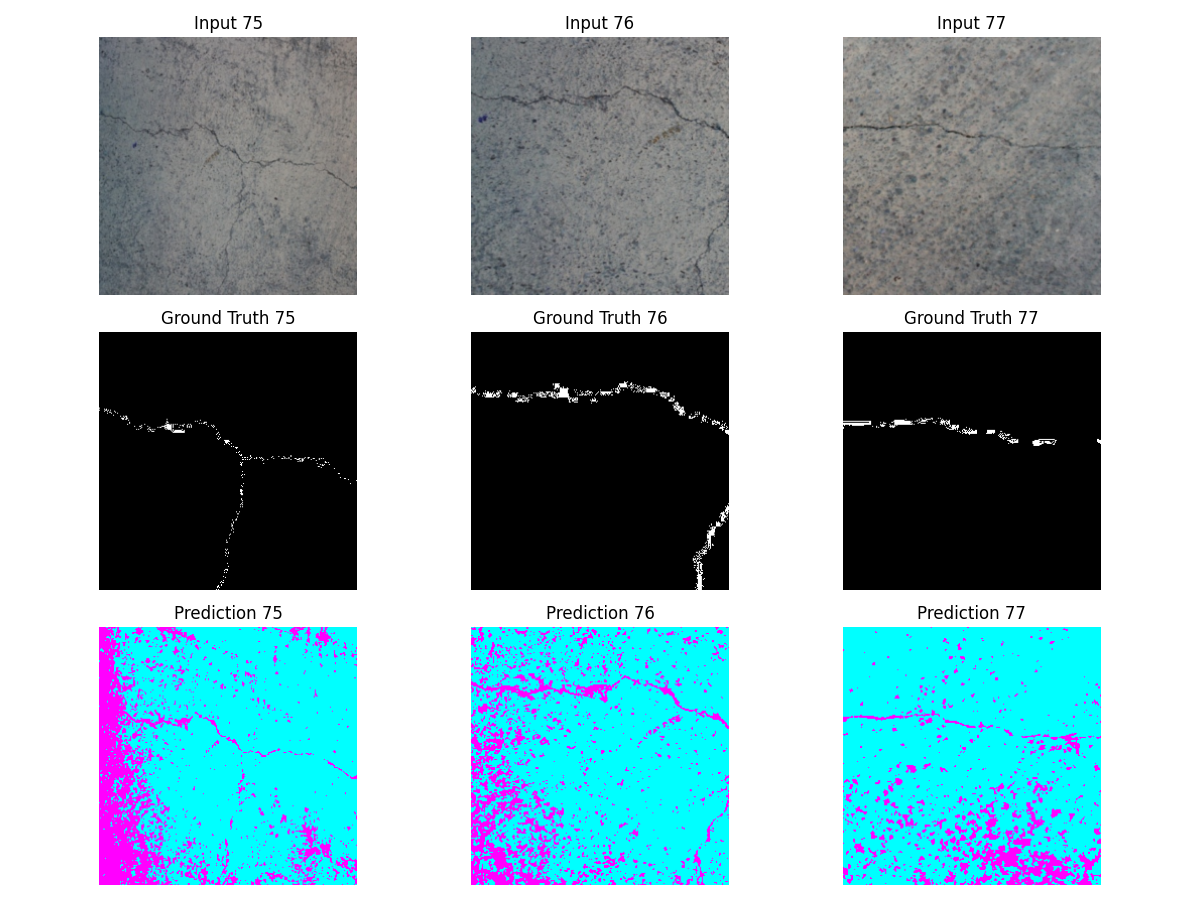 Input 75
Input 76
Input 77
Ground Truth 75
Ground Truth 76
Ground Truth 77
Prediction 75
Prediction 76
Prediction 77